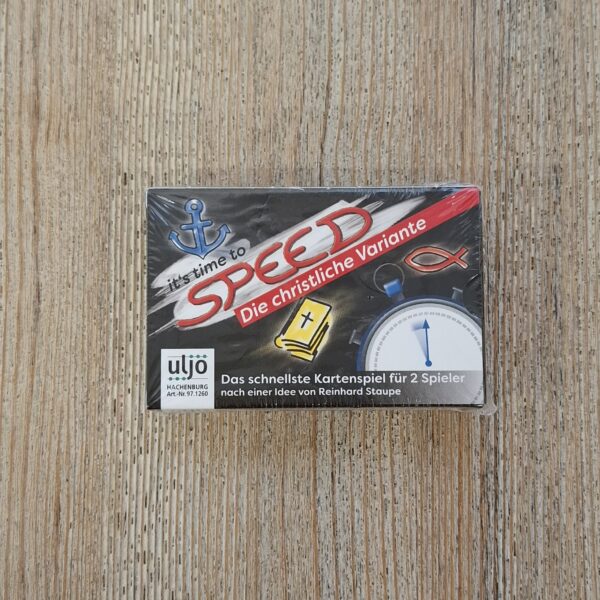 it's time to
SPEED
Die christliche Variante
uljö
HACHENBURG
Art.-Nr. 97.1260
Das schnellste Kartenspiel für 2 Spieler
nach einer Idee von Reinhard Staupe